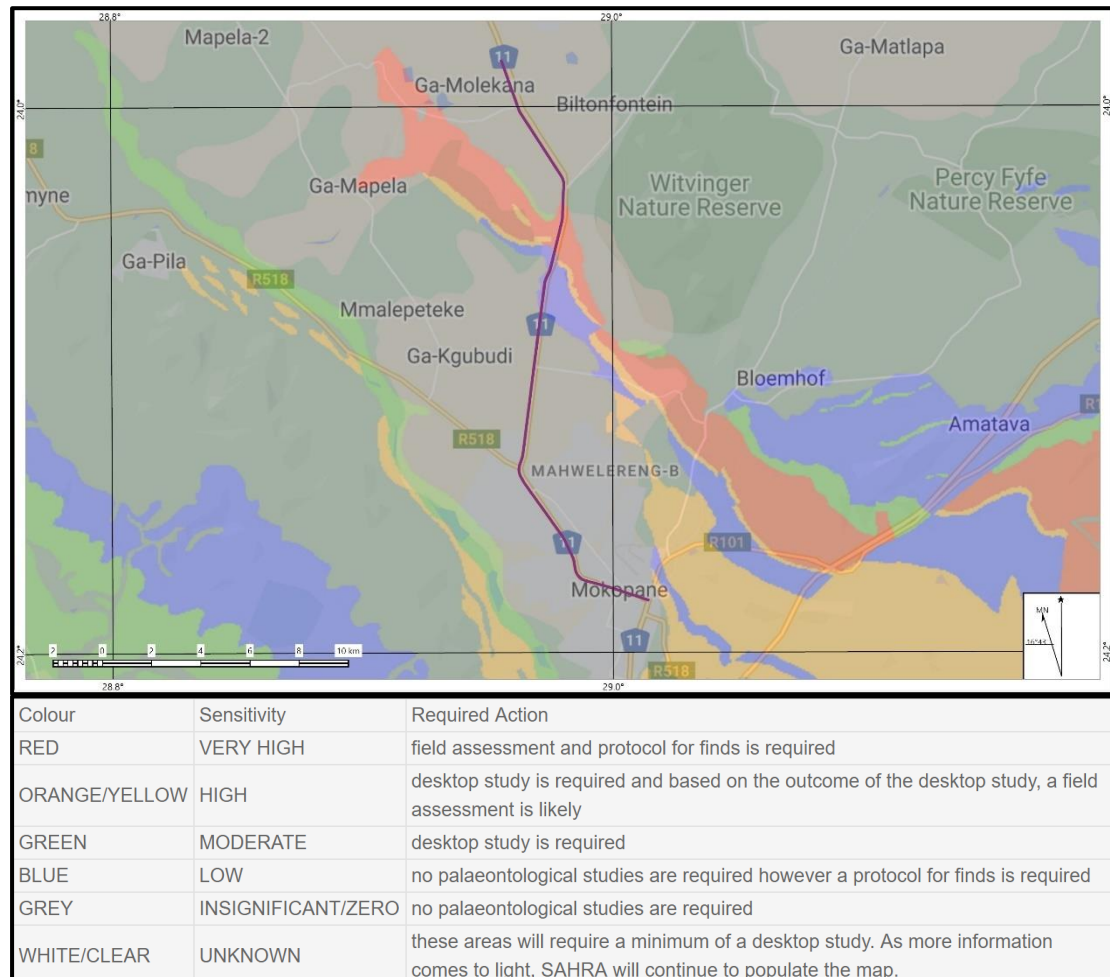 28.8°
29.0°
Mapela-2
11
Ga-Matlapa
Ga-Molekana
24.0°
Biltonfontein
24.0°
8
myne
Ga-Mapela
Witvinger
Nature Reserve
Percy Fyfe
Nature Reserve
Ga-Pila
R518
Mmalepeteke
11
Ga-Kgubudi
Bloemhof
R1
Amatava
R518
MAHWELERENG-B
11
R101
Mokopane
MN
16°43'
11
24.2°
R518
2 0 2 4 6 8 10 km
28.8°
29.0°
Colour Sensitivity Required Action
RED VERY HIGH field assessment and protocol for finds is required
ORANGE/YELLOW HIGH desktop study is required and based on the outcome of the desktop study, a field
assessment is likely
GREEN MODERATE desktop study is required
BLUE LOW no palaeontological studies are required however a protocol for finds is required
GREY INSIGNIFICANT/ZERO no palaeontological studies are required
WHITE/CLEAR UNKNOWN these areas will require a minimum of a desktop study. As more information
comes to light, SAHRA will continue to populate the map.